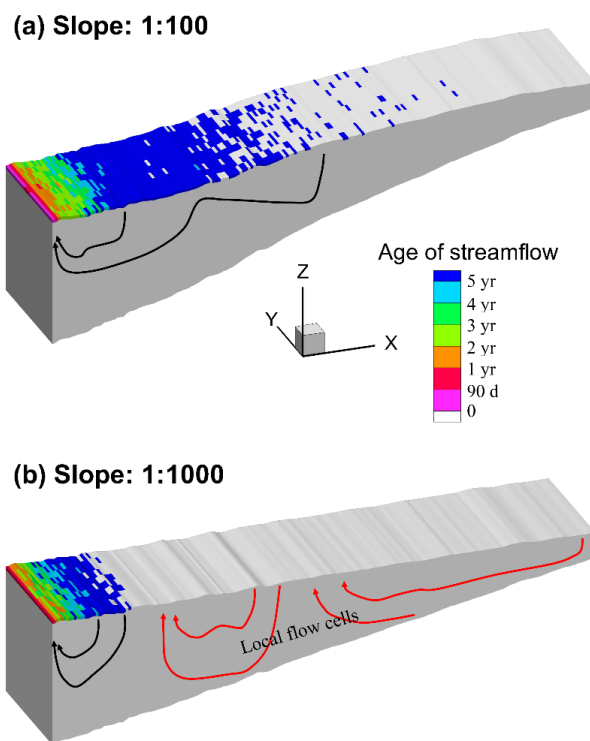 (a) Slope: 1:100
Age of streamflow
Z
Y
X
5 yr
4 yr
3 yr
2 yr
1 yr
90 d
0
(b) Slope: 1:1000
Local flow cells